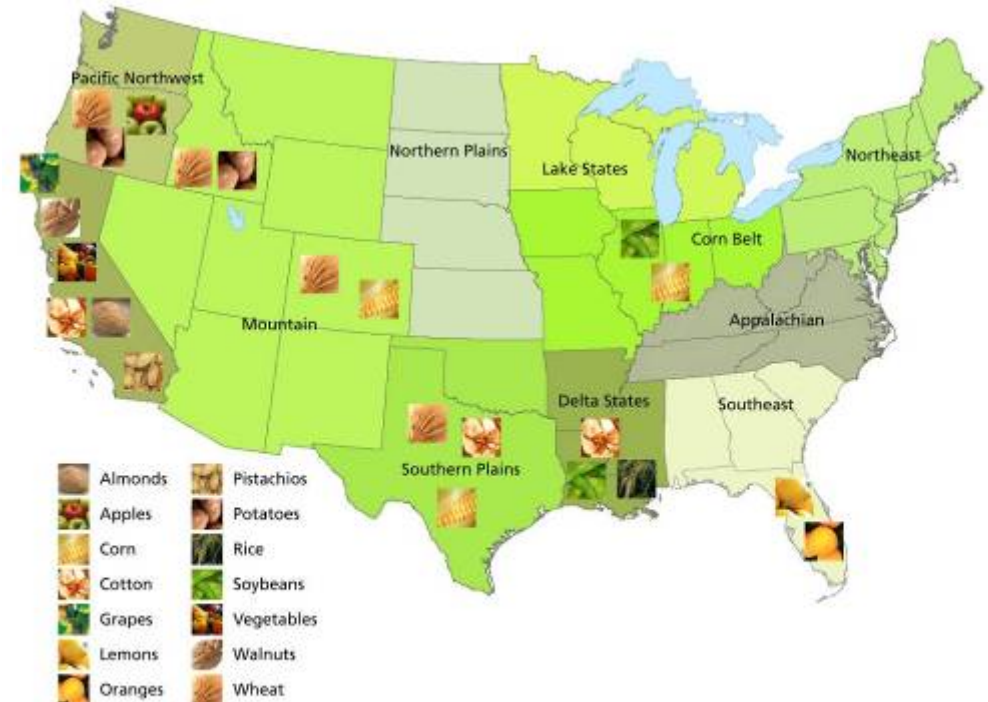 Pacific Northwest
Northern Plains
Lake States
Northeast
Corn Belt
Mountain
Appalachian
Delta States
Southeast
Southern Plains
Almonds
Pistachios
Apples
Potatoes
Corn
Rice
Cotton
Soybeans
Grapes
Vegetables
Lemons
Walnuts
Oranges
Wheat